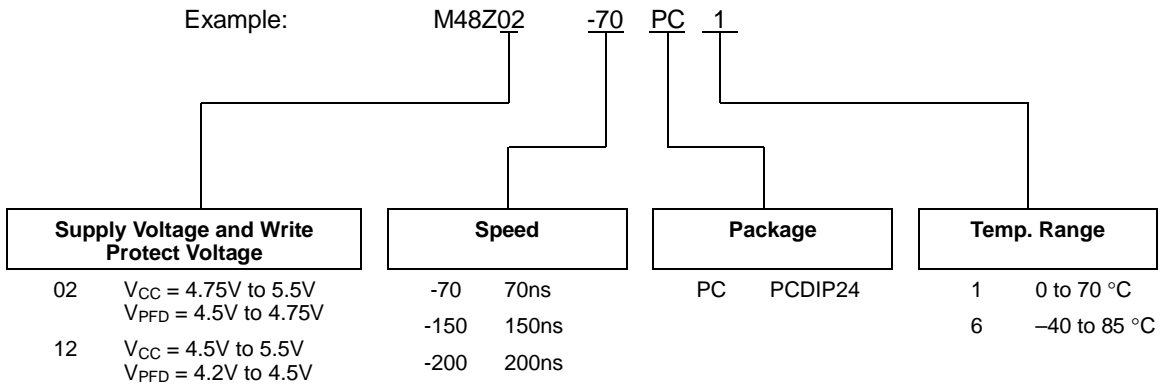 Example: M48Z02 -70 PC 1
Supply Voltage and Write
Protect Voltage
02 VCC = 4.75V to 5.5V
VPFD = 4.5V to 4.75V
12 VCC = 4.5V to 5.5V
VPFD = 4.2V to 4.5V
Speed
-70 70ns
-150 150ns
-200 200ns
Package
PC PCDIP24
Temp. Range
1 0 to 70 °C
6 –40 to 85 °C